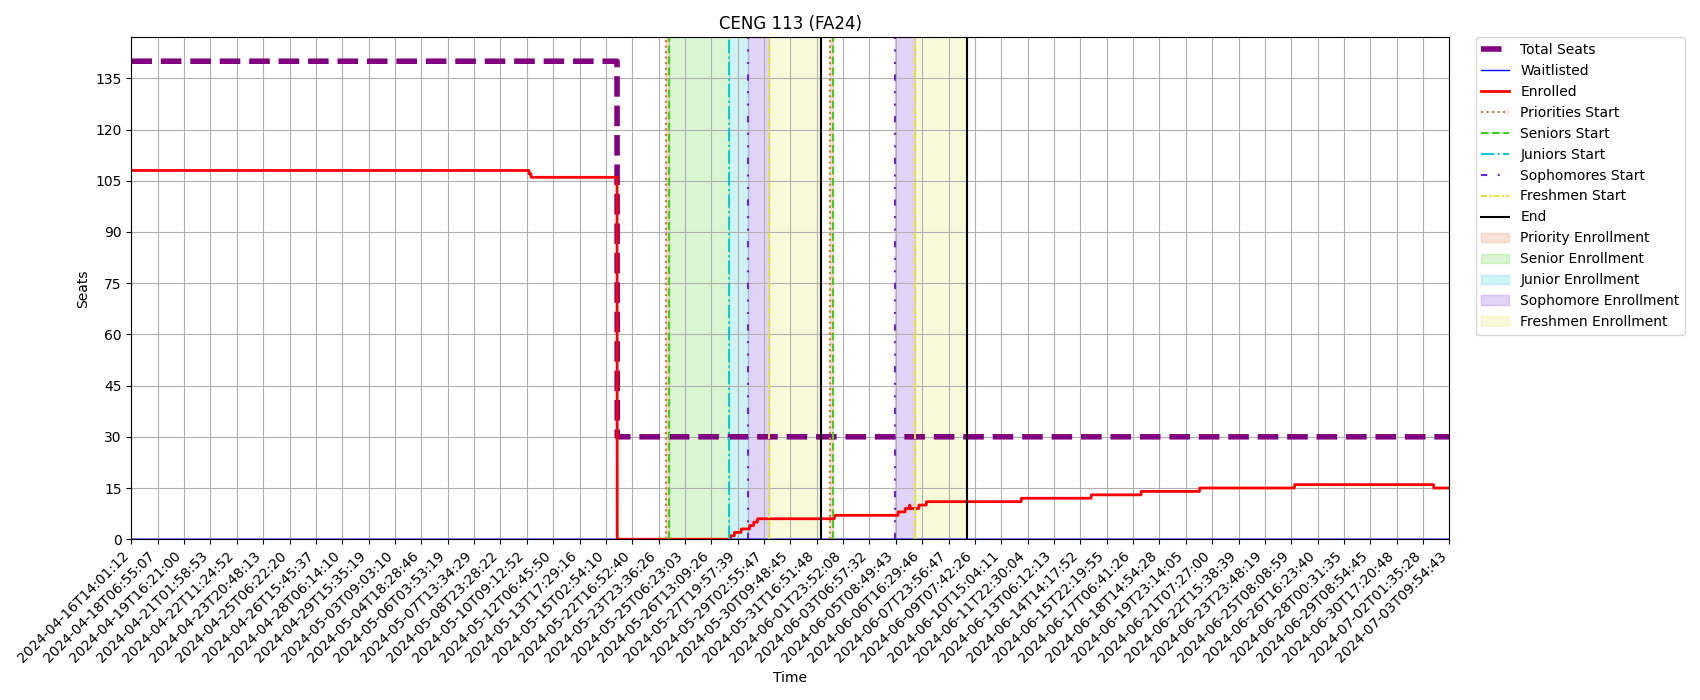 CENG 113 (FA24)
Seats
135
120
105
90
75
60
45
30
15
0
2024-04-16T14:01:12
2024-04-18T06:55:07
2024-04-19T16:21:00
2024-04-21T01:58:53
2024-04-22T11:24:52
2024-04-23T20:48:13
2024-04-25T06:22:20
2024-04-26T15:45:37
2024-04-28T06:14:10
2024-04-29T15:35:19
2024-05-03T09:03:10
2024-05-04T18:28:46
2024-05-06T03:53:19
2024-05-07T13:34:29
2024-05-08T23:28:22
2024-05-10T09:12:52
2024-05-12T06:45:50
2024-05-13T17:29:16
2024-05-15T02:54:10
2024-05-22T16:52:40
2024-05-23T23:36:26
2024-05-25T06:23:03
2024-05-26T13:09:26
2024-05-27T19:57:39
2024-05-29T02:55:47
2024-05-30T09:48:45
2024-05-31T16:51:48
2024-06-01T23:52:08
2024-06-03T06:57:32
2024-06-05T08:49:43
2024-06-06T16:29:46
2024-06-07T23:56:47
2024-06-09T07:42:26
2024-06-10T15:04:11
2024-06-11T22:30:04
2024-06-13T06:12:13
2024-06-14T14:17:52
2024-06-15T22:19:55
2024-06-17T06:41:26
2024-06-18T14:54:28
2024-06-19T23:14:05
2024-06-21T07:27:00
2024-06-22T15:38:39
2024-06-23T23:48:19
2024-06-25T08:08:59
2024-06-26T16:23:40
2024-06-28T00:31:35
2024-06-29T08:54:45
2024-06-30T17:20:48
2024-07-02T01:35:28
2024-07-03T09:54:43
Time
Total Seats
Waitlisted
Enrolled
Priorities Start
Seniors Start
Juniors Start
Sophomores Start
Freshmen Start
End
Priority Enrollment
Senior Enrollment
Junior Enrollment
Sophomore Enrollment
Freshmen Enrollment